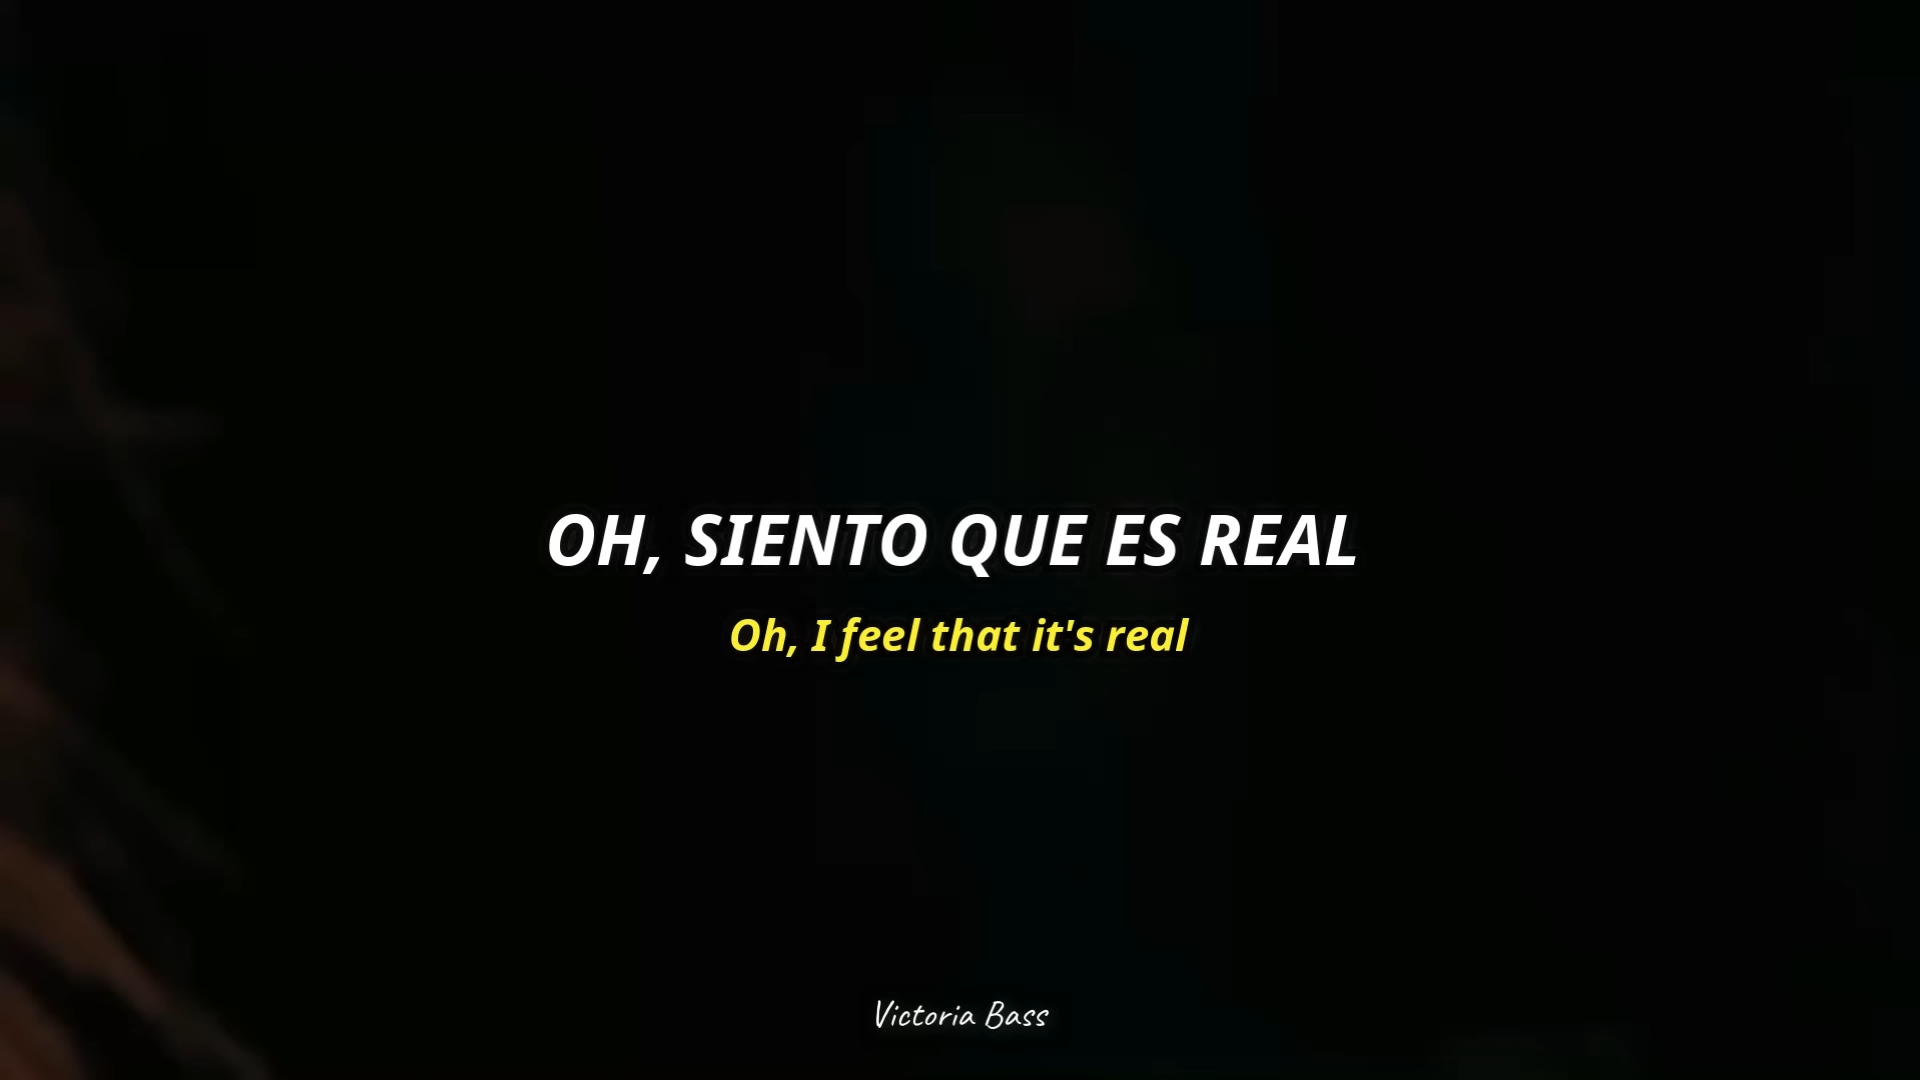 OH, SIENTO QUE ES REAL
Oh, I feel that it's real
Victoria Bass